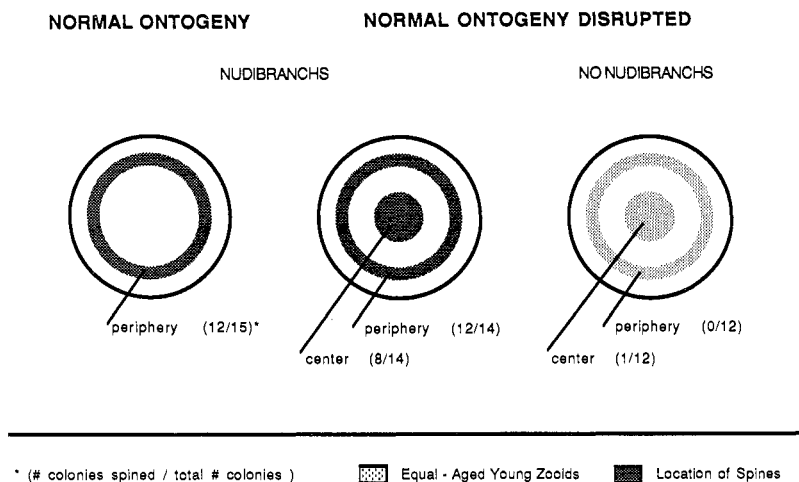 NORMAL ONTOGENY NORMAL ONTOGENY DISRUPTED
NUDIBRANCHS NO NUDIBRANCHS
periphery (12/15)* periphery (12/14) periphery (0/12)
center (8/14) center (1/12)
* (# colonies spined / total # colonies ) Equal - Aged Young Zooids Location of Spines